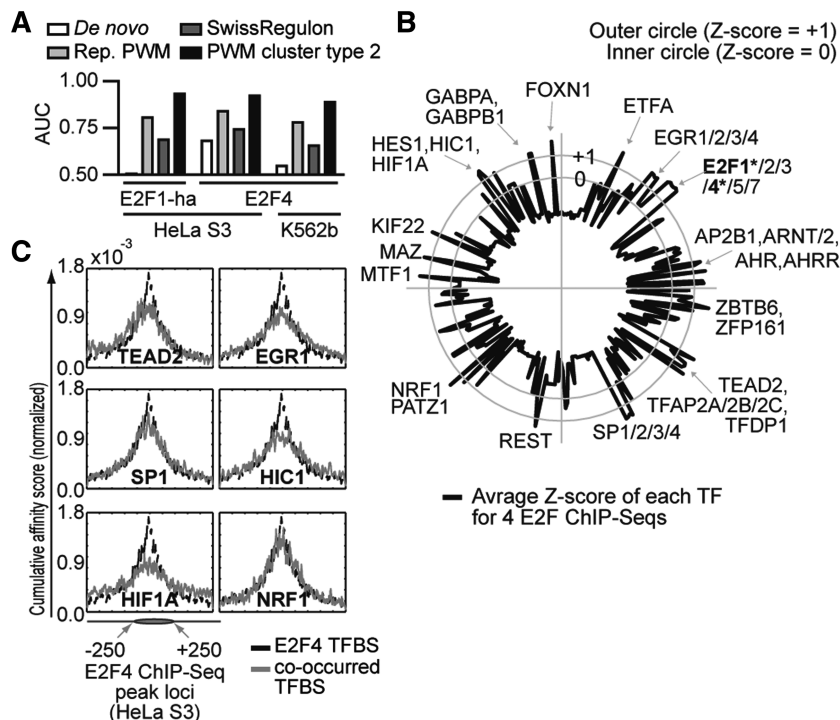 A
De novo
SwissRegulon
Rep. PWM
PWM cluster type 2
1.00
0.75
0.50
AUC
E2F1-ha
E2F4
HeLa S3
K562b
B
Outer circle (Z-score = +1)
Inner circle (Z-score = 0)
FOXN1
GABPA,
GABPB1
ETFA
HES1,HIC1,
HIF1A
EGR1/2/3/4
+1
0
E2F1*/2/3
/4*/5/7
KIF22
MAZ
MTF1
AP2B1,ARNT/2,
AHR,AHRR
ZBTB6,
ZFP161
NRF1
PATZ1
TEAD2,
TFAP2A/2B/2C,
TFDP1
REST
SP1/2/3/4
Avrage Z-score of each TF
for 4 E2F ChIP-Seqs
C
x10-3
1.8
0.9
0.0
TEAD2
EGR1
1.8
0.9
0.0
SP1
HIC1
1.8
0.9
0.0
HIF1A
NRF1
Cumulative affinity score (normalized)
-250
+250
E2F4 ChIP-Seq
peak loci
(HeLa S3)
E2F4 TFBS
co-occurred
TFBS